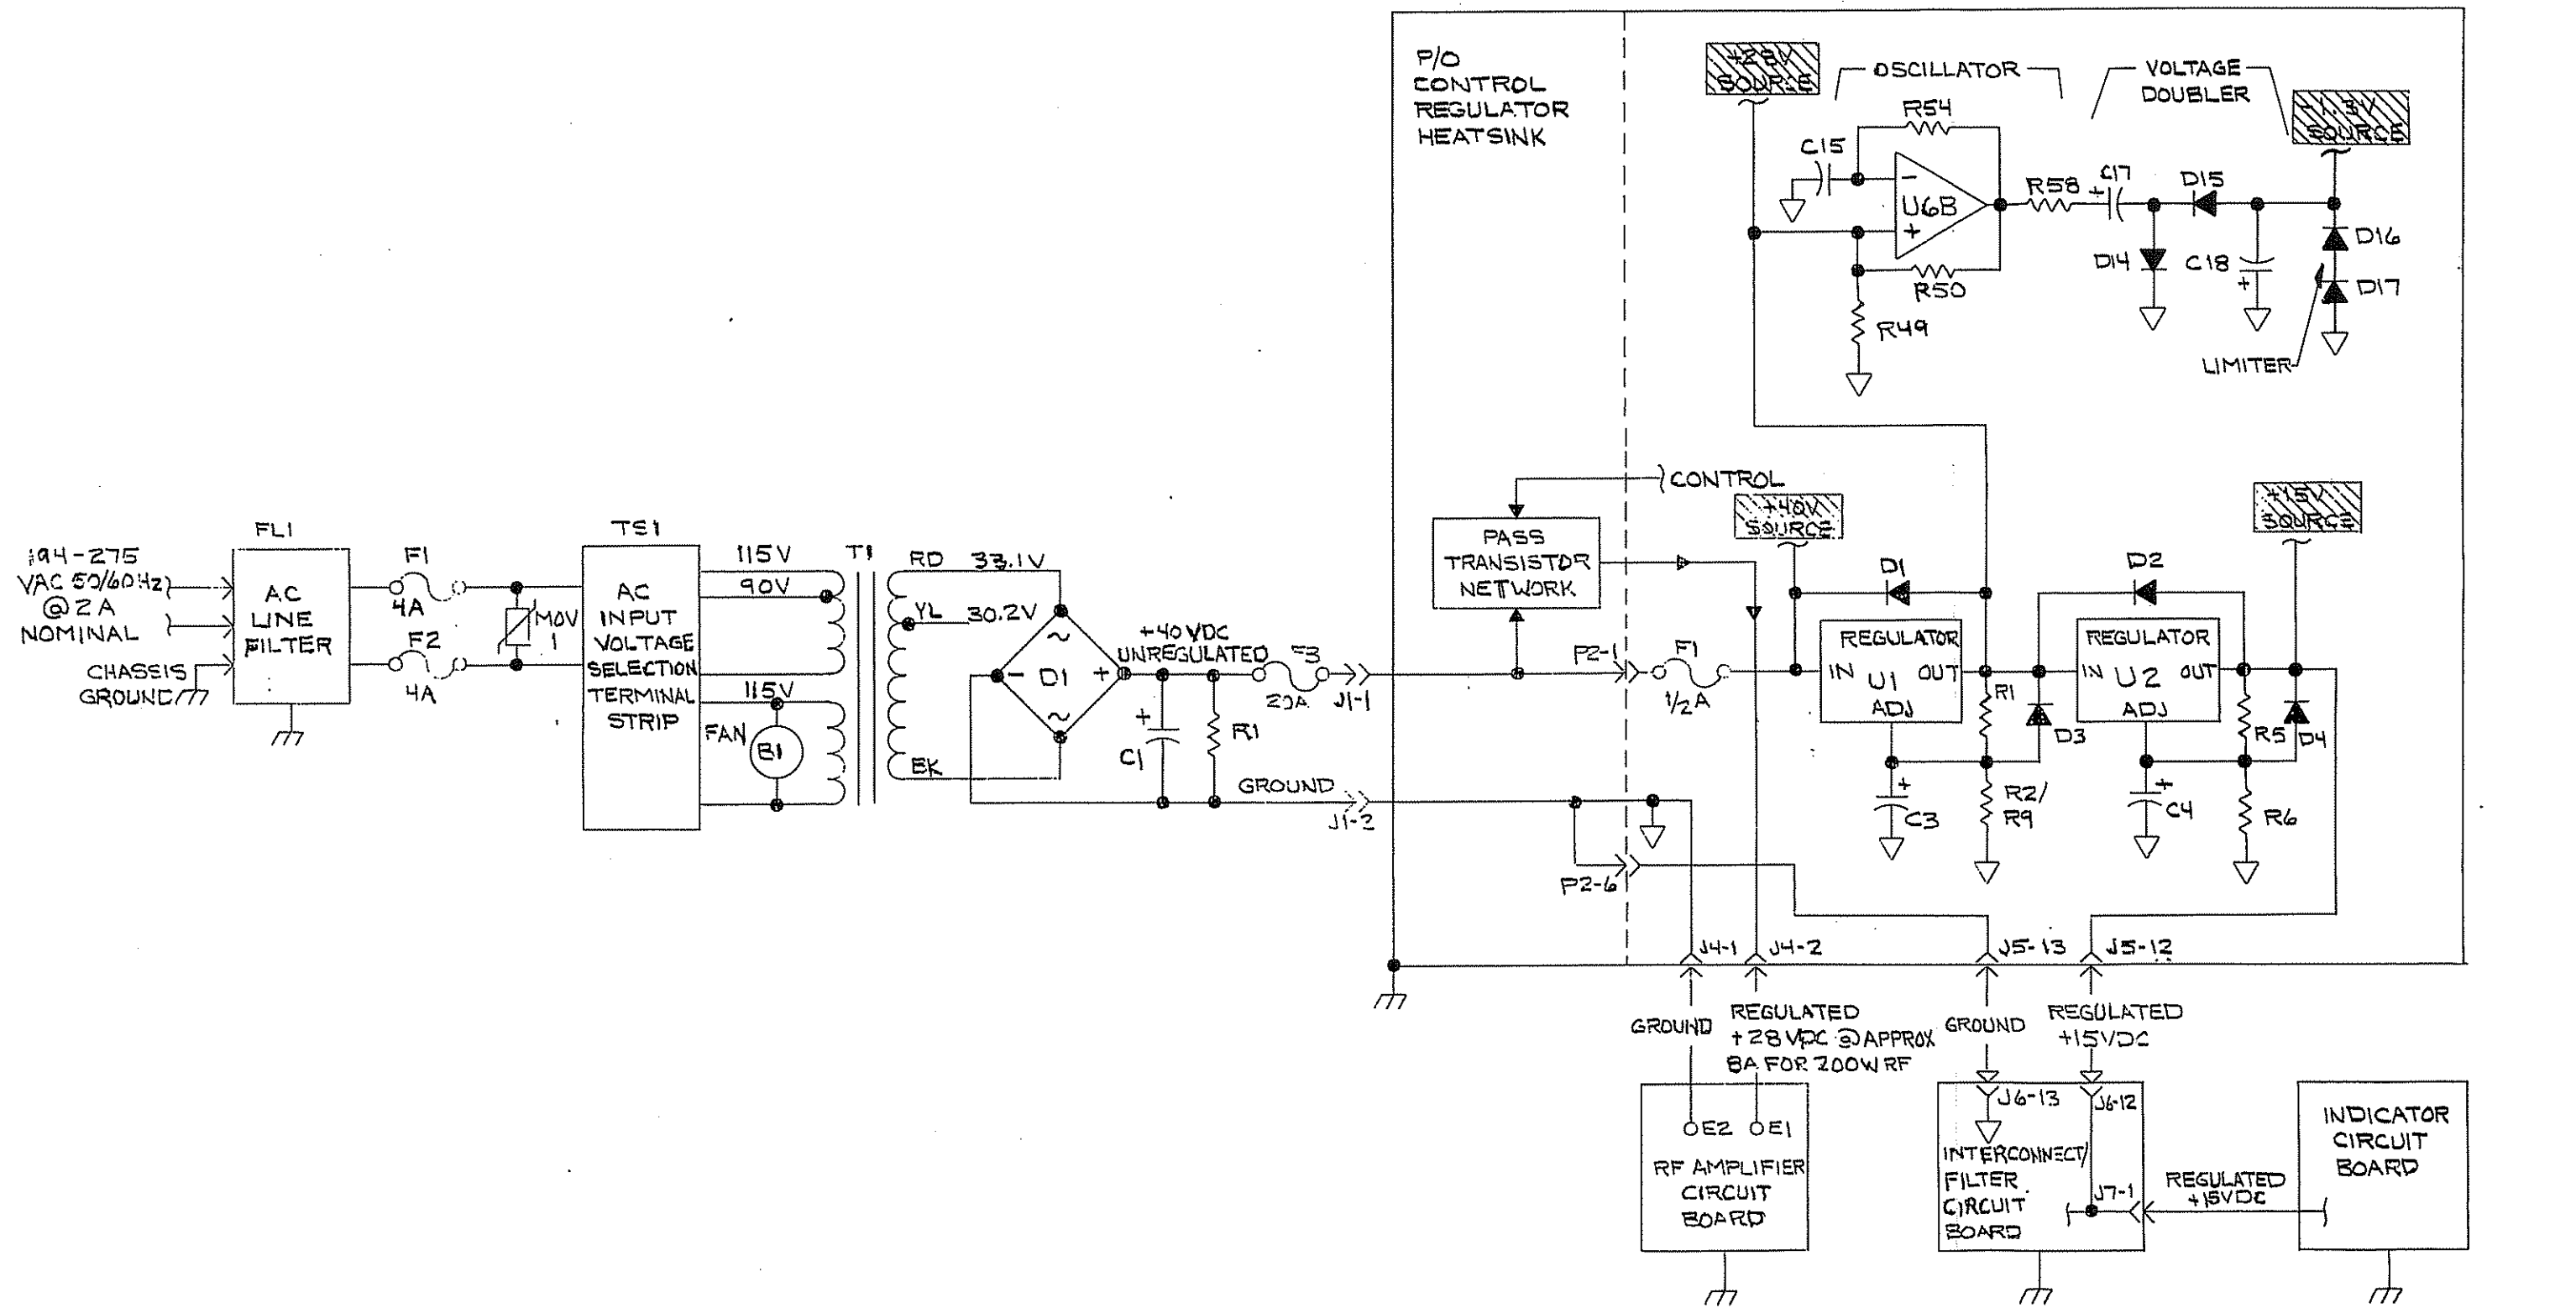 P/O
CONTROL
REGULATOR
HEATSINK
+28V
SOURCE
OSCILLATOR
VOLTAGE
DOUBLER
-1.3V
SOURCE
R54
C15
-
U6B
+
R58
+
C17
D15
D14
C18
+
D16
D17
R50
R49
LIMITER
CONTROL
PASS
TRANSISTOR
NETWORK
+40V
SOURCE
+15V
SOURCE
194-275
VAC 50/60Hz
@ 2 A
NOMINAL
CHASSIS
GROUND
FL1
AC
LINE
FILTER
F1
4A
F2
4A
MOV
1
TS1
AC
INPUT
VOLTAGE
SELECTION
TERMINAL
STRIP
115V
90V
115V
FAN
B1
T1
RD 33.1V
YL 30.2V
~
- D1 +
~
+40 VDC
UNREGULATED
F3
20A
J1-1
+
C1
R1
GROUND
J1-2
P2-1
F1
1/2 A
P2-6
D1
REGULATOR
IN U1 OUT
ADJ
R1
D3
+
C3
R2/
R9
D2
REGULATOR
IN U2 OUT
ADJ
R5
D4
+
C4
R6
J4-1
J4-2
J5-13
J5-12
GROUND
REGULATED
+28 VDC @ APPROX
8A FOR 200W RF
GROUND
REGULATED
+15VDC
E2
E1
RF AMPLIFIER
CIRCUIT
BOARD
J6-13
J6-12
INTERCONNECT/
FILTER
CIRCUIT
BOARD
J7-1
REGULATED
+15VDC
INDICATOR
CIRCUIT
BOARD